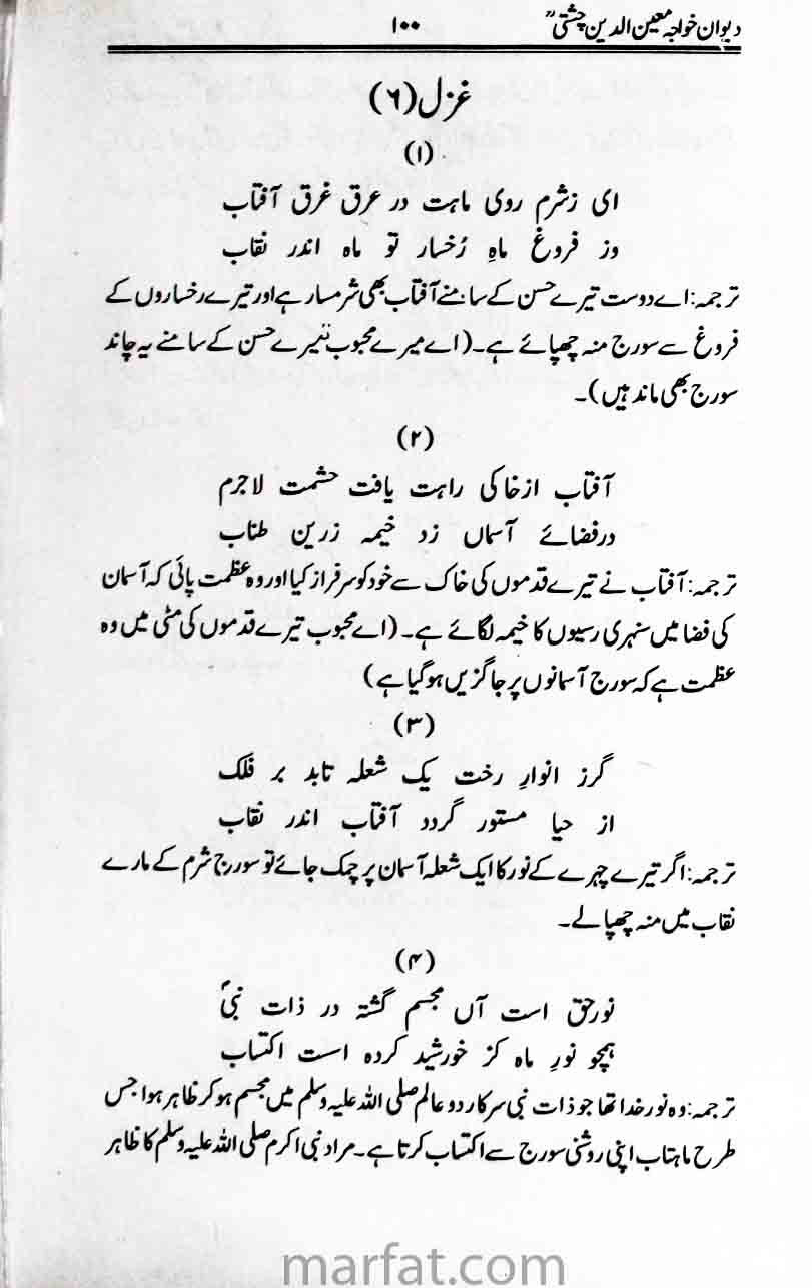 دیوان خواجہ معین الدین چشتیؒ
۱۰۰
غزل (۶)
(۱)
ای زشرم روی ماہت در عرق غرق آفتاب
وز فروغ ماہِ رُخسار تو ماہ اندر نقاب
ترجمہ: اے دوست تیرے حسن کے سامنے آفتاب بھی شرمسار ہے اور تیرے رخساروں کے
فروغ سے سورج منہ چھپائے ہے۔ (اے میرے محبوب تیرے حسن کے سامنے یہ چاند
سورج بھی ماند ہیں)۔
(۲)
آفتاب ازخاکی راہت یافت حشمت لاجرم
درفضائے آسماں زد خیمہ زرین طناب
ترجمہ: آفتاب نے تیرے قدموں کی خاک سے خود کو سرفراز کیا اور وہ عظمت پائی کہ آسمان
کی فضا میں سنہری رسیوں کا خیمہ لگائے ہے۔ (اے محبوب تیرے قدموں کی مٹی میں وہ
عظمت ہے کہ سورج آسمانوں پر جاگزیں ہوگیا ہے)
(۳)
گرز انوارِ رخت یک شعلہ تابد بر فلک
از حیا مستور گردد آفتاب اندر نقاب
ترجمہ: اگر تیرے چہرے کے نور کا ایک شعلہ آسمان پر چمک جائے تو سورج شرم کے مارے
نقاب میں منہ چھپا لے۔
(۴)
نورحق است آں مجسم گشتہ در ذات نبیؐ
ہمچو نورِ ماہ کز خورشید کردہ است اکتساب
ترجمہ: وہ نور خدا تھا جو ذات نبی سرکار دو عالم صلی اللہ علیہ وسلم میں مجسم ہو کر ظاہر ہوا جس
طرح ماہتاب اپنی روشنی سورج سے اکتساب کرتا ہے۔ مراد نبی اکرم صلی اللہ علیہ وسلم کا ظاہر
marfat.com